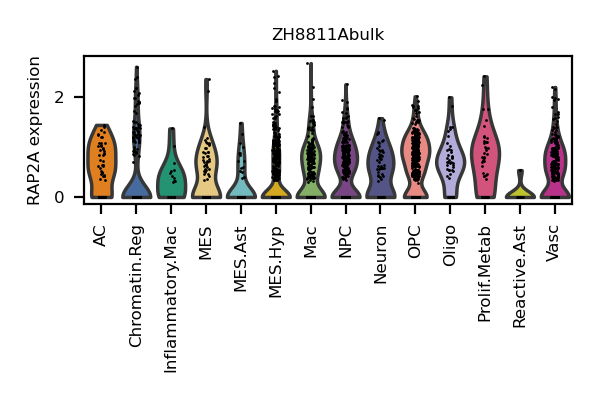 ZH8811Abulk
RAP2A expression
2
0
AC
Chromatin.Reg
Inflammatory.Mac
MES
MES.Ast
MES.Hyp
Mac
NPC
Neuron
OPC
Oligo
Prolif.Metab
Reactive.Ast
Vasc